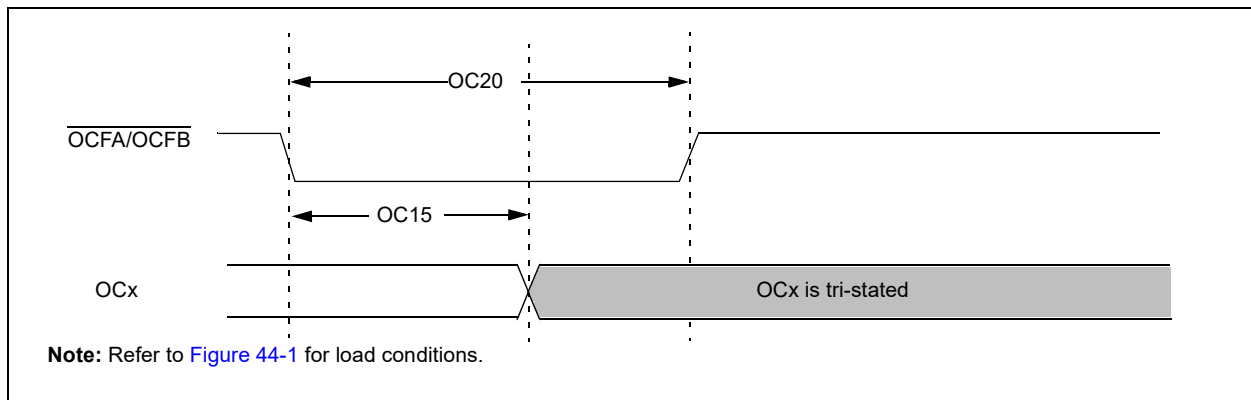 OC20
OCFA/OCFB
OC15
OCx
OCx is tri-stated
Note: Refer to Figure 44-1 for load conditions.